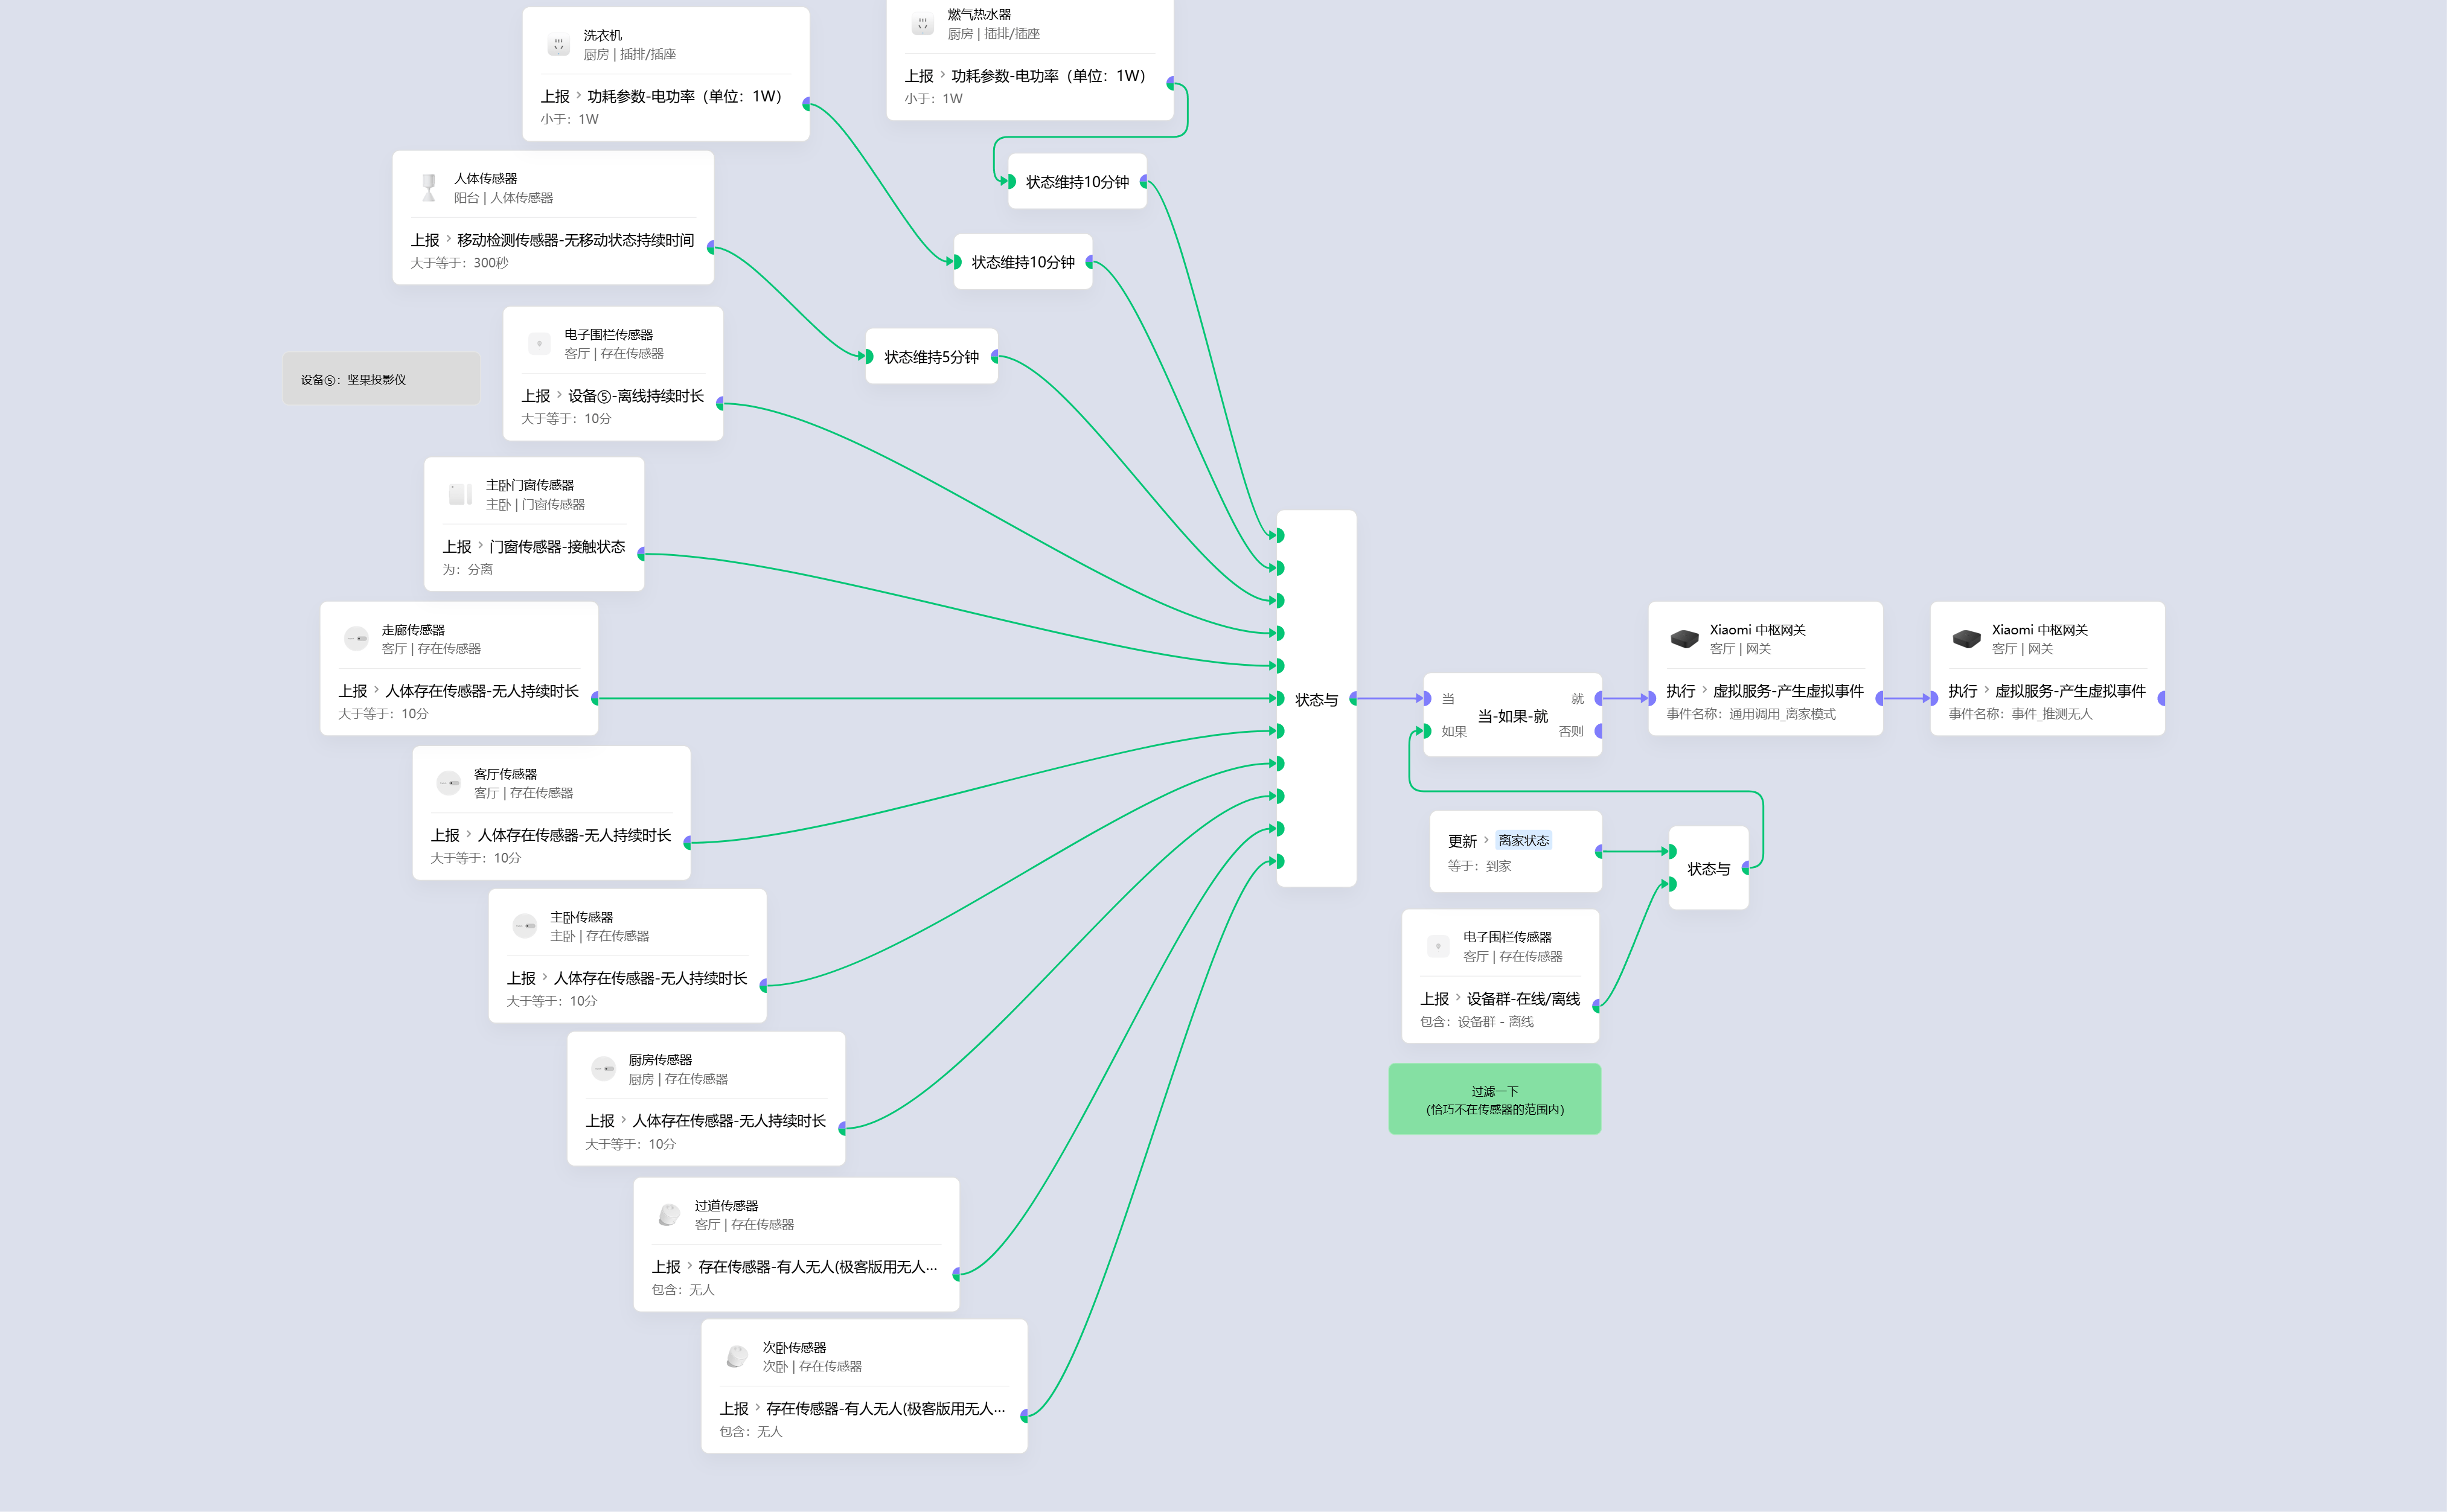 洗衣机
厨房 | 插排/插座
上报 > 功耗参数-电功率（单位：1W）
小于：1W
燃气热水器
厨房 | 插排/插座
上报 > 功耗参数-电功率（单位：1W）
小于：1W
状态维持10分钟
人体传感器
阳台 | 人体传感器
上报 > 移动检测传感器-无移动状态持续时间
大于等于：300秒
状态维持10分钟
状态维持5分钟
电子围栏传感器
客厅 | 存在传感器
上报 > 设备⑤-离线持续时长
大于等于：10分
设备⑤：坚果投影仪
主卧门窗传感器
主卧 | 门窗传感器
上报 > 门窗传感器-接触状态
为：分离
走廊传感器
客厅 | 存在传感器
上报 > 人体存在传感器-无人持续时长
大于等于：10分
客厅传感器
客厅 | 存在传感器
上报 > 人体存在传感器-无人持续时长
大于等于：10分
主卧传感器
主卧 | 存在传感器
上报 > 人体存在传感器-无人持续时长
大于等于：10分
厨房传感器
厨房 | 存在传感器
上报 > 人体存在传感器-无人持续时长
大于等于：10分
过道传感器
客厅 | 存在传感器
上报 > 存在传感器-有人无人(极客版用无人...
包含：无人
次卧传感器
次卧 | 存在传感器
上报 > 存在传感器-有人无人(极客版用无人...
包含：无人
状态与
当 就
当-如果-就
如果 否则
Xiaomi 中枢网关
客厅 | 网关
执行 > 虚拟服务-产生虚拟事件
事件名称：通用调用_离家模式
Xiaomi 中枢网关
客厅 | 网关
执行 > 虚拟服务-产生虚拟事件
事件名称：事件_推测无人
更新 > 离家状态
等于：到家
状态与
电子围栏传感器
客厅 | 存在传感器
上报 > 设备群-在线/离线
包含：设备群 - 离线
过滤一下
(恰巧不在传感器的范围内)